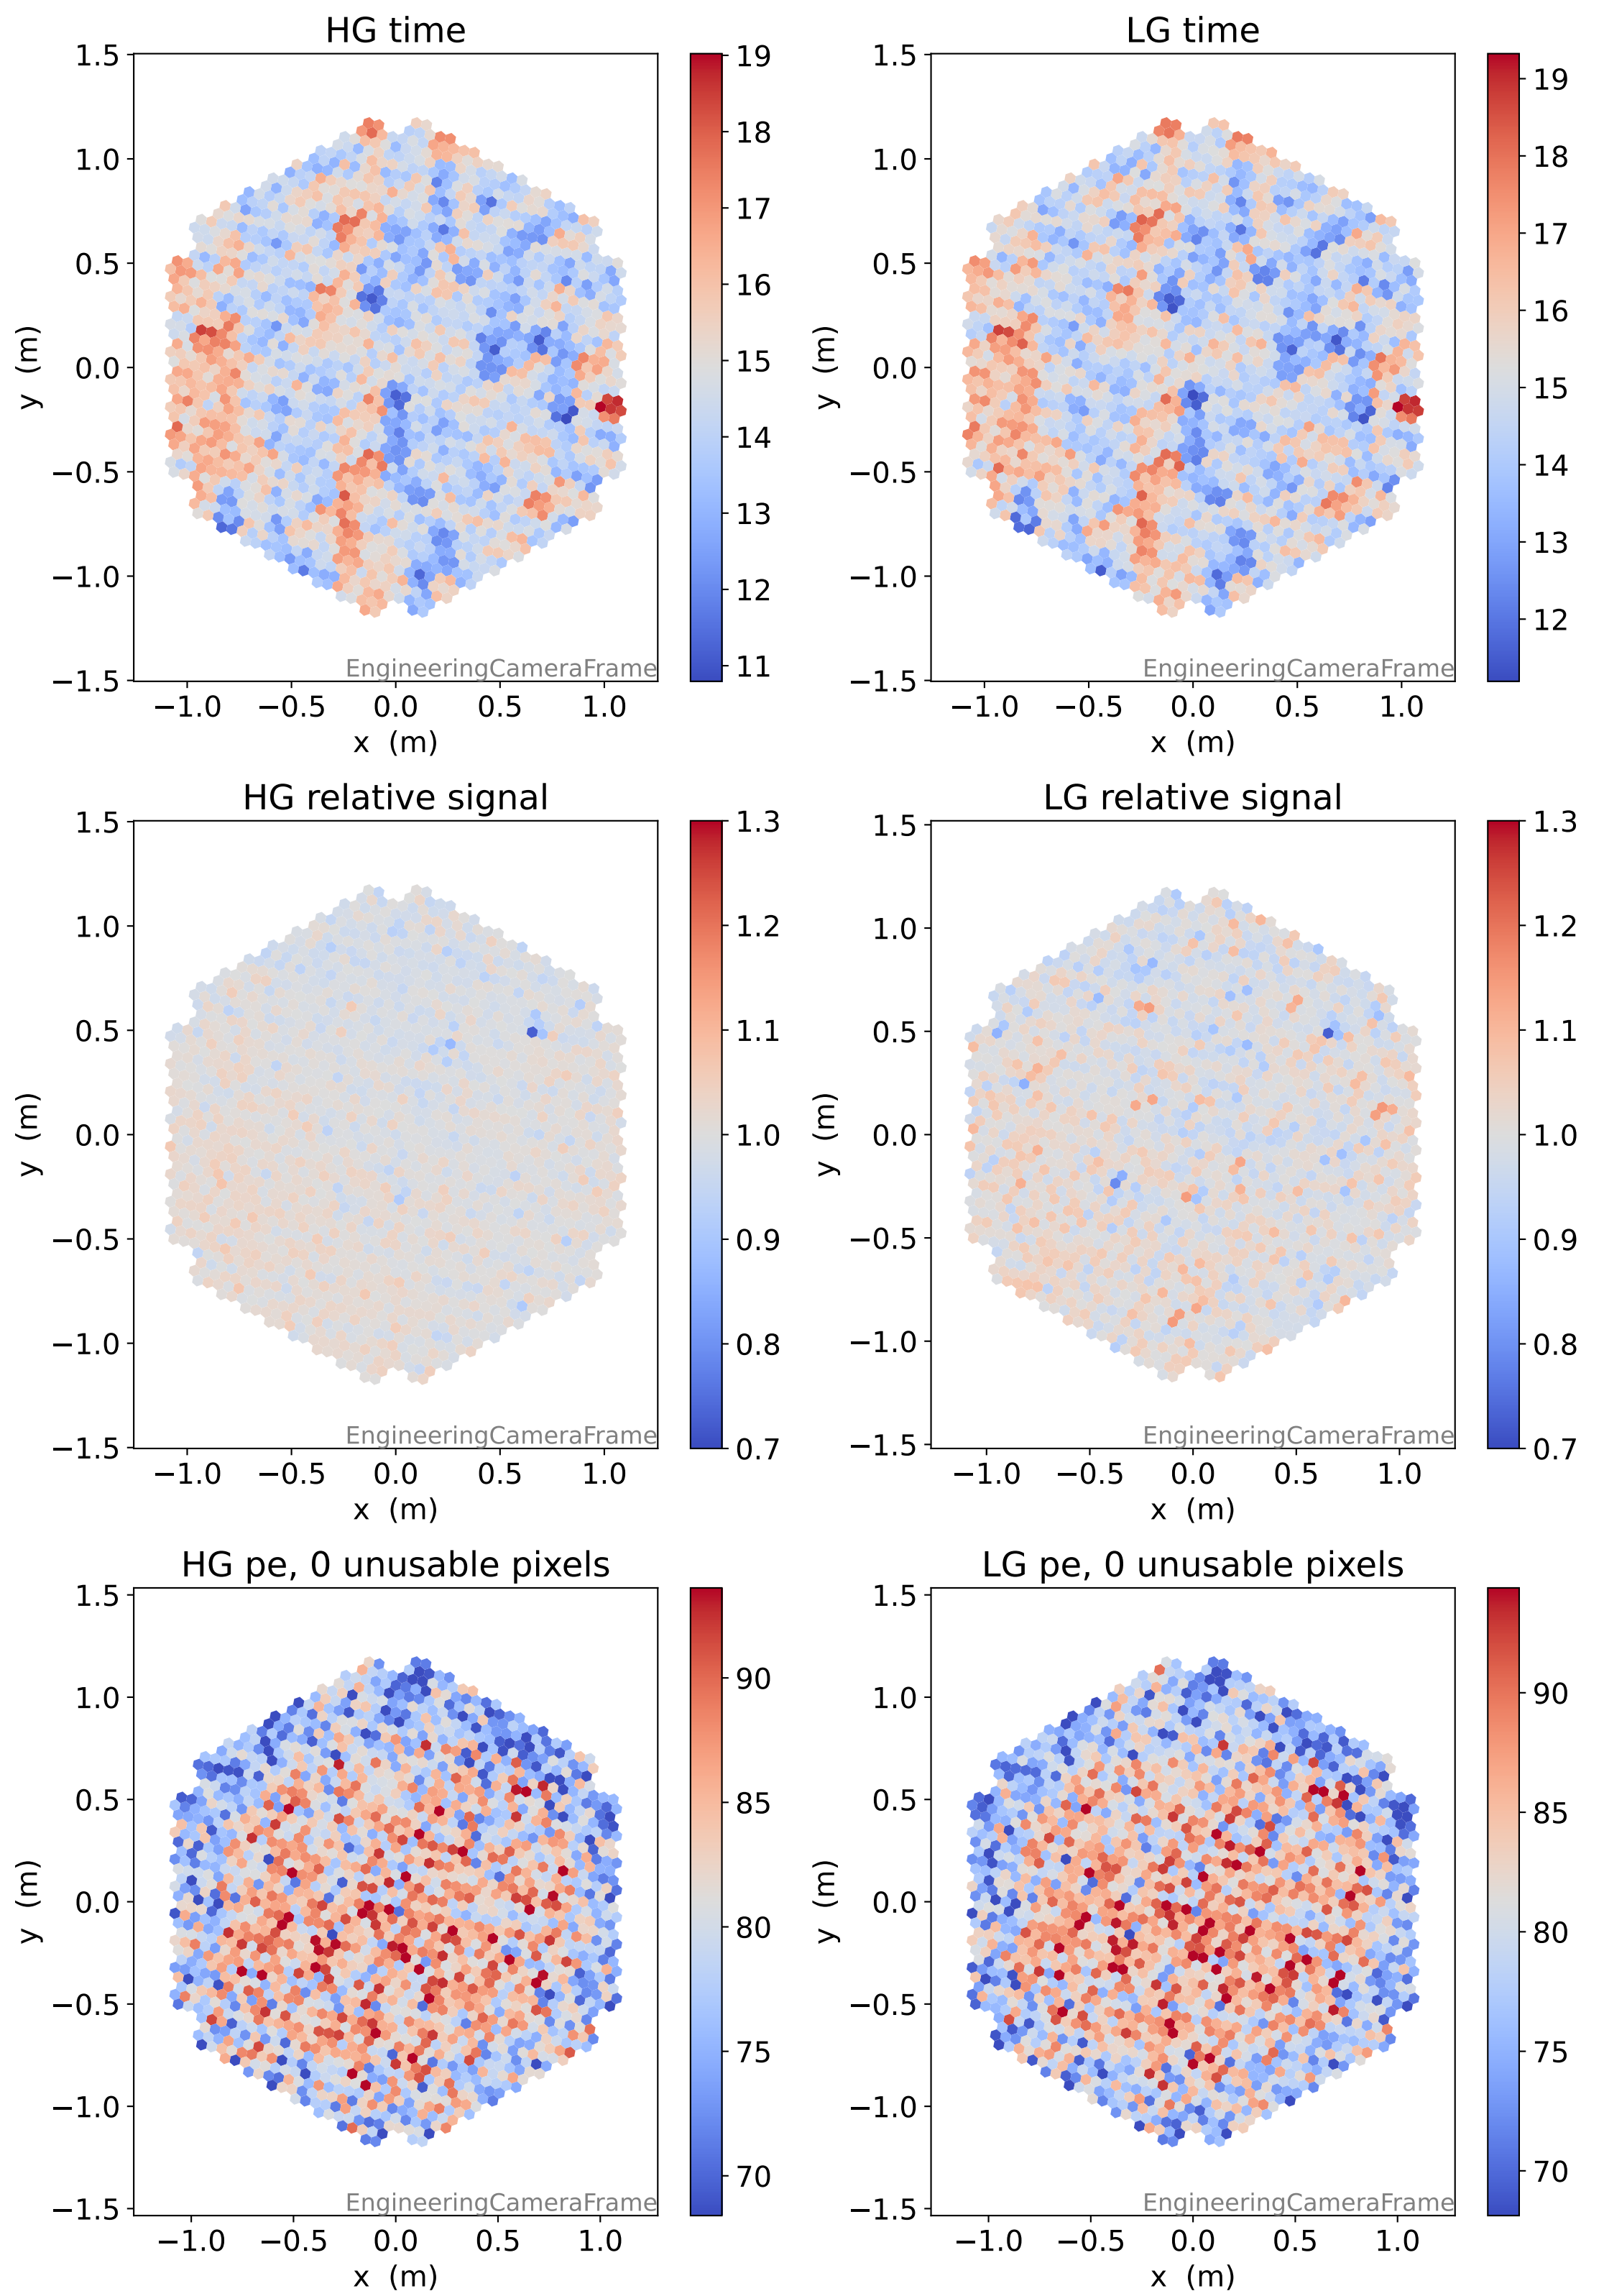 HG time
1.5
1.0
0.5
0.0
−0.5
−1.0
−1.5
y (m)
EngineeringCameraFrame
−1.0 −0.5 0.0 0.5 1.0
x (m)
19
18
17
16
15
14
13
12
11
LG time
1.5
1.0
0.5
0.0
−0.5
−1.0
−1.5
y (m)
EngineeringCameraFrame
−1.0 −0.5 0.0 0.5 1.0
x (m)
19
18
17
16
15
14
13
12
HG relative signal
1.5
1.0
0.5
0.0
−0.5
−1.0
−1.5
y (m)
EngineeringCameraFrame
−1.0 −0.5 0.0 0.5 1.0
x (m)
1.3
1.2
1.1
1.0
0.9
0.8
0.7
LG relative signal
1.5
1.0
0.5
0.0
−0.5
−1.0
−1.5
y (m)
EngineeringCameraFrame
−1.0 −0.5 0.0 0.5 1.0
x (m)
1.3
1.2
1.1
1.0
0.9
0.8
0.7
HG pe, 0 unusable pixels
1.5
1.0
0.5
0.0
−0.5
−1.0
−1.5
y (m)
EngineeringCameraFrame
−1.0 −0.5 0.0 0.5 1.0
x (m)
90
85
80
75
70
LG pe, 0 unusable pixels
1.5
1.0
0.5
0.0
−0.5
−1.0
−1.5
y (m)
EngineeringCameraFrame
−1.0 −0.5 0.0 0.5 1.0
x (m)
90
85
80
75
70